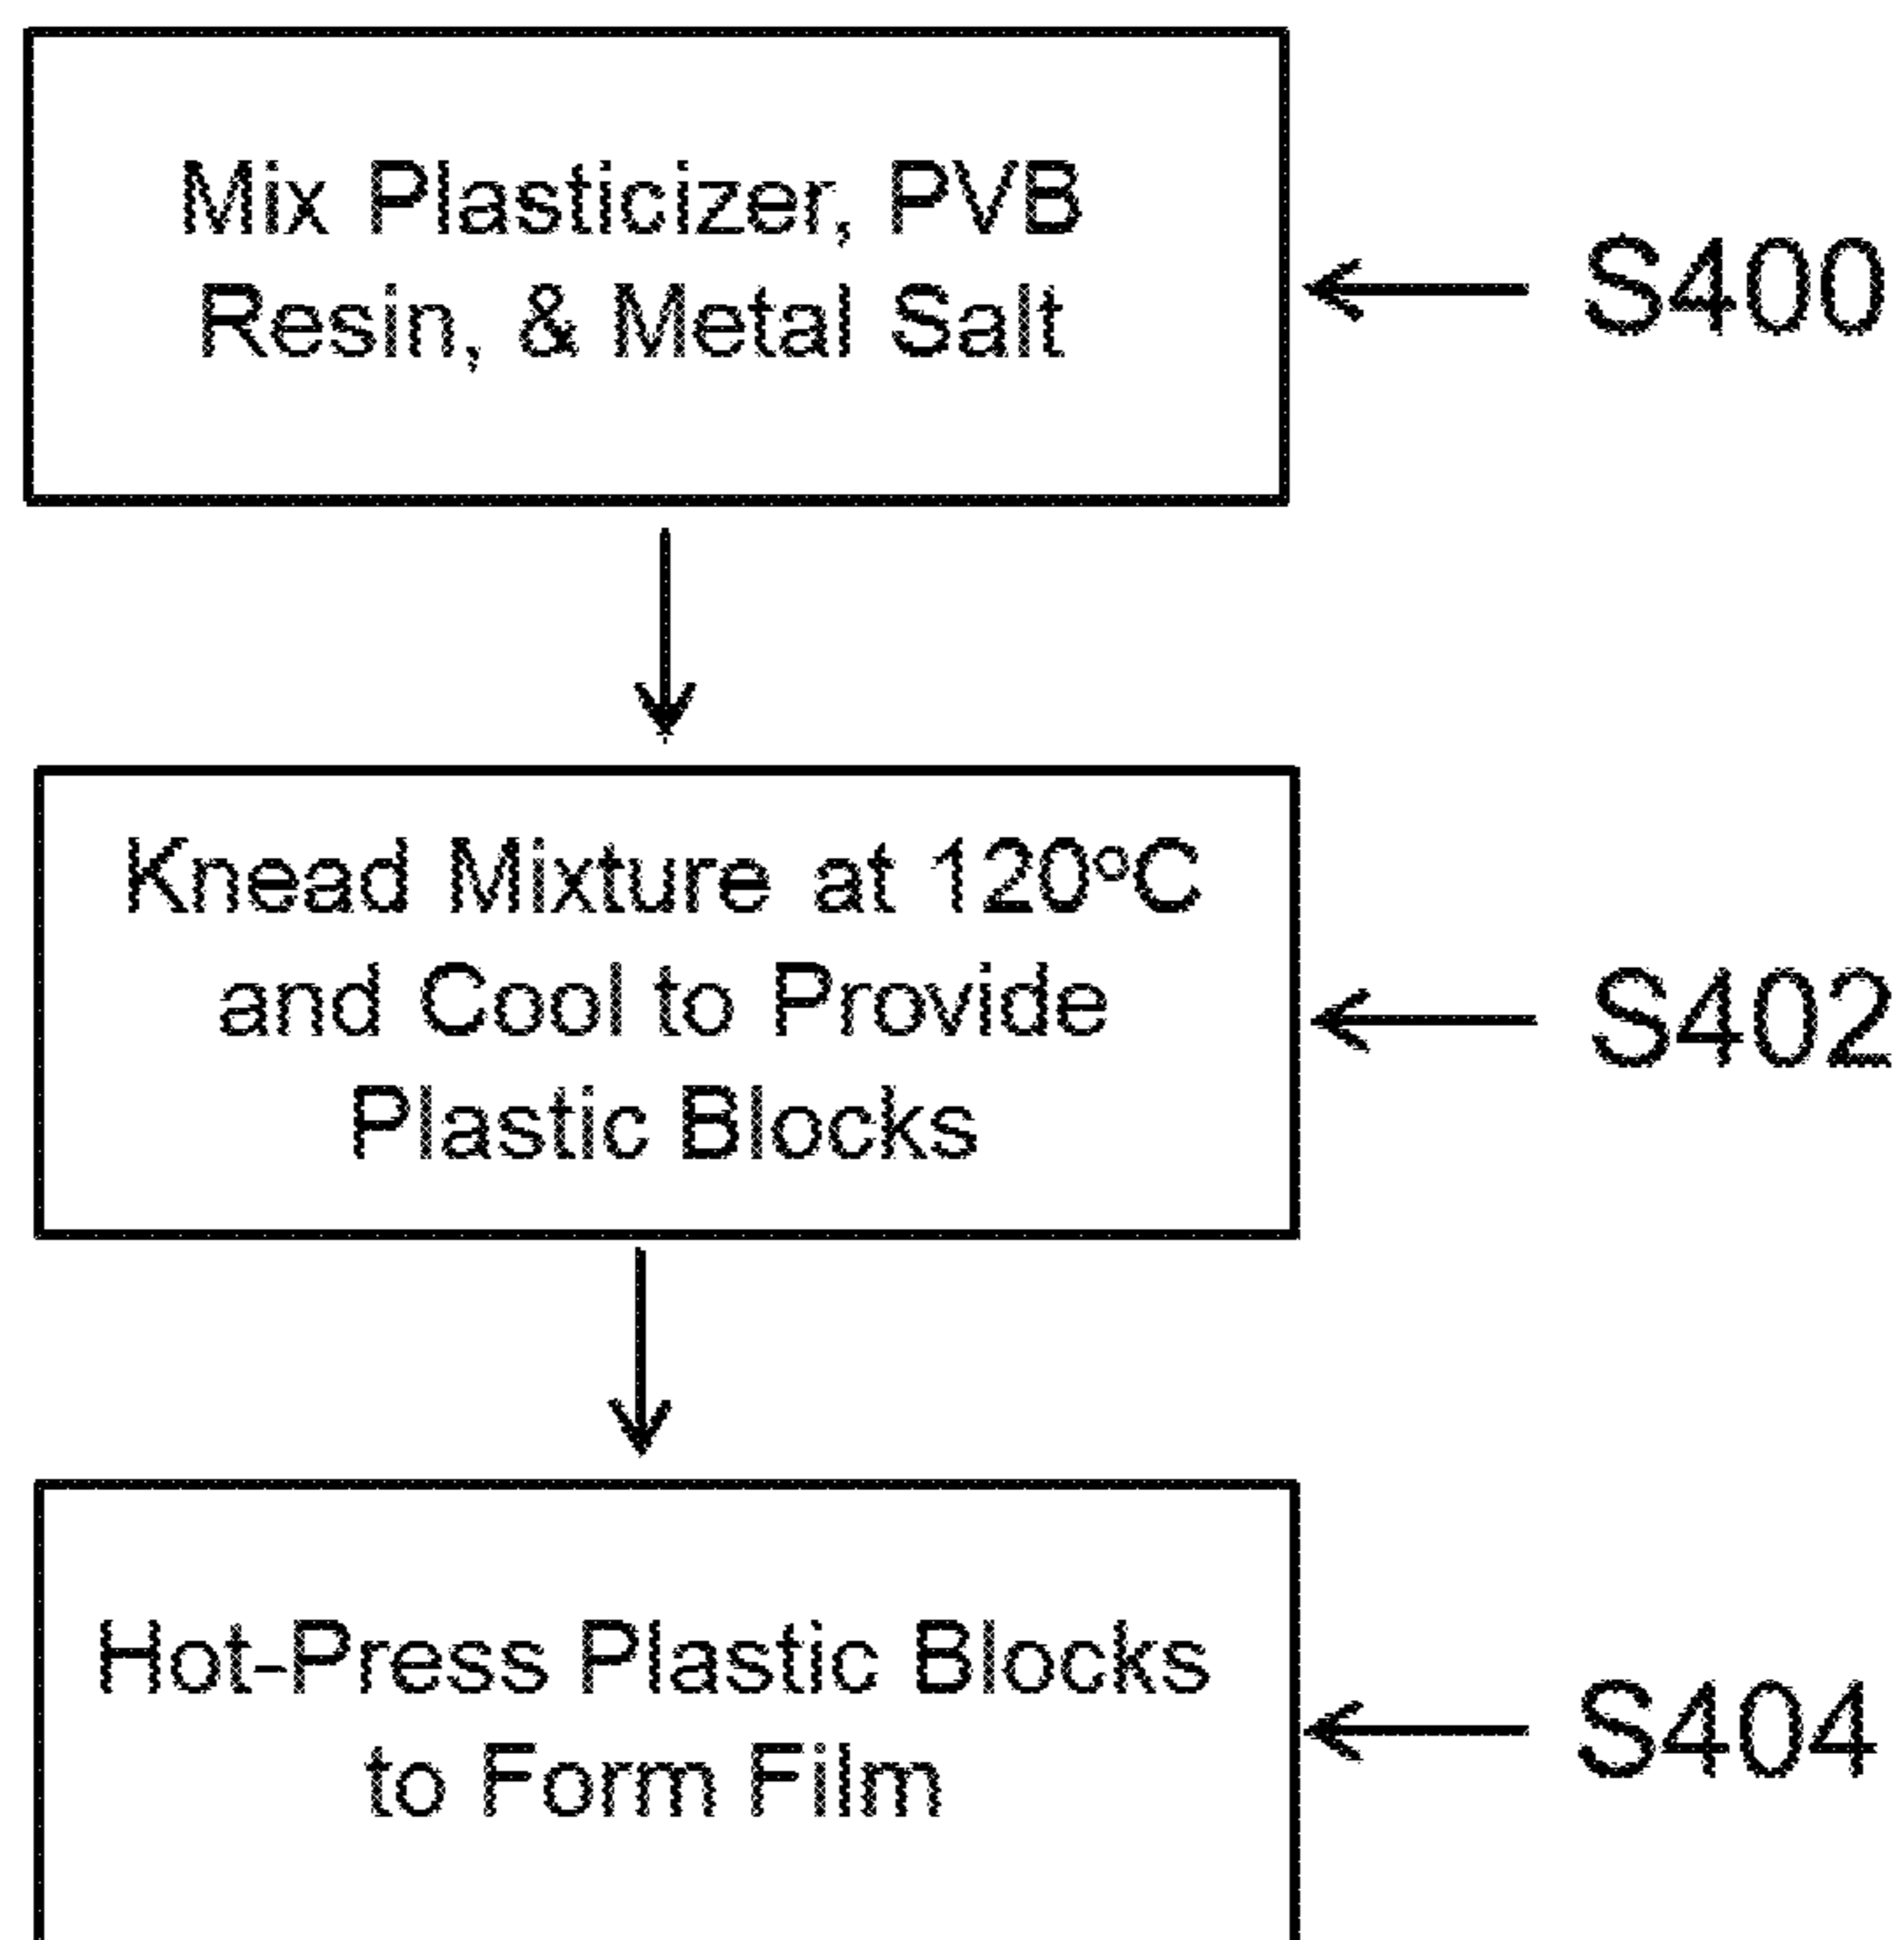 Mix Plasticizer, PVB
Resin, & Metal Salt
S400
Knead Mixture at 120ºC
and Cool to Provide
Plastic Blocks
S402
Hot-Press Plastic Blocks
to Form Film
S404